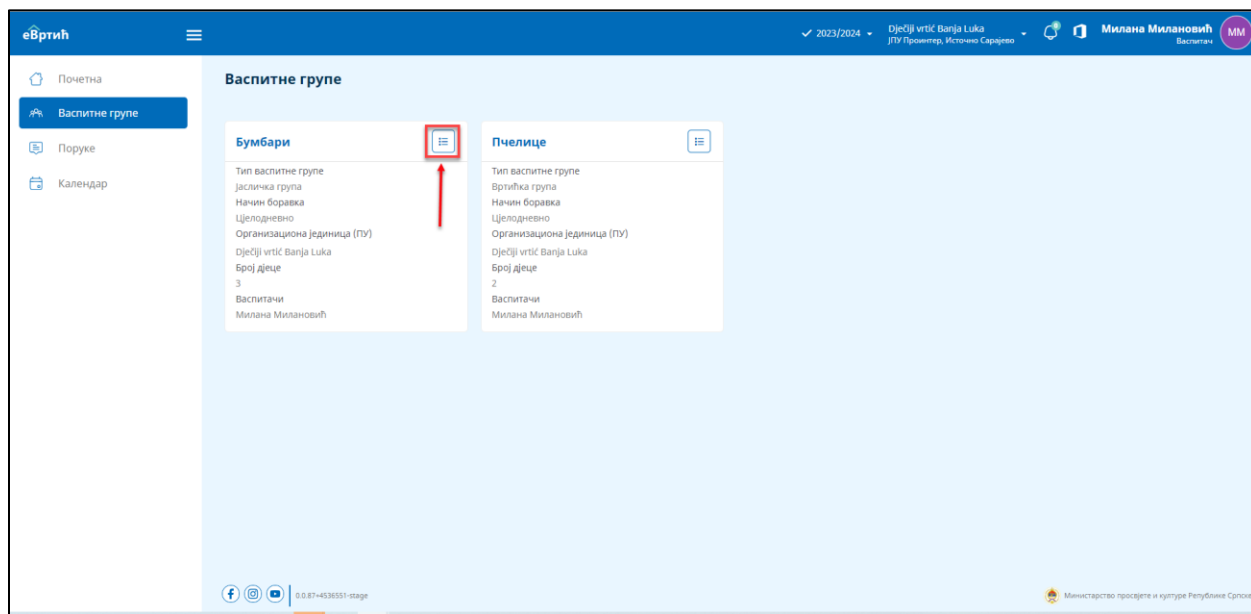 еВртић
2023/2024
Dječiji vrtić Banja Luka
ЈПУ Проинтер, Источно Сарајево
Милана Милановић
Васпитач
ММ
Почетна
Васпитне групе
Поруке
Календар
Васпитне групе
Бумбари
Тип васпитне групе
Јасличка група
Начин боравка
Цјелодневно
Организациона јединица (ПУ)
Dječiji vrtić Banja Luka
Број дјеце
3
Васпитачи
Милана Милановић
Пчелице
Тип васпитне групе
Вртићка група
Начин боравка
Цјелодневно
Организациона јединица (ПУ)
Dječiji vrtić Banja Luka
Број дјеце
2
Васпитачи
Милана Милановић
0.0.87+4536551-stage
Министарство просвјете и културе Републике Српске